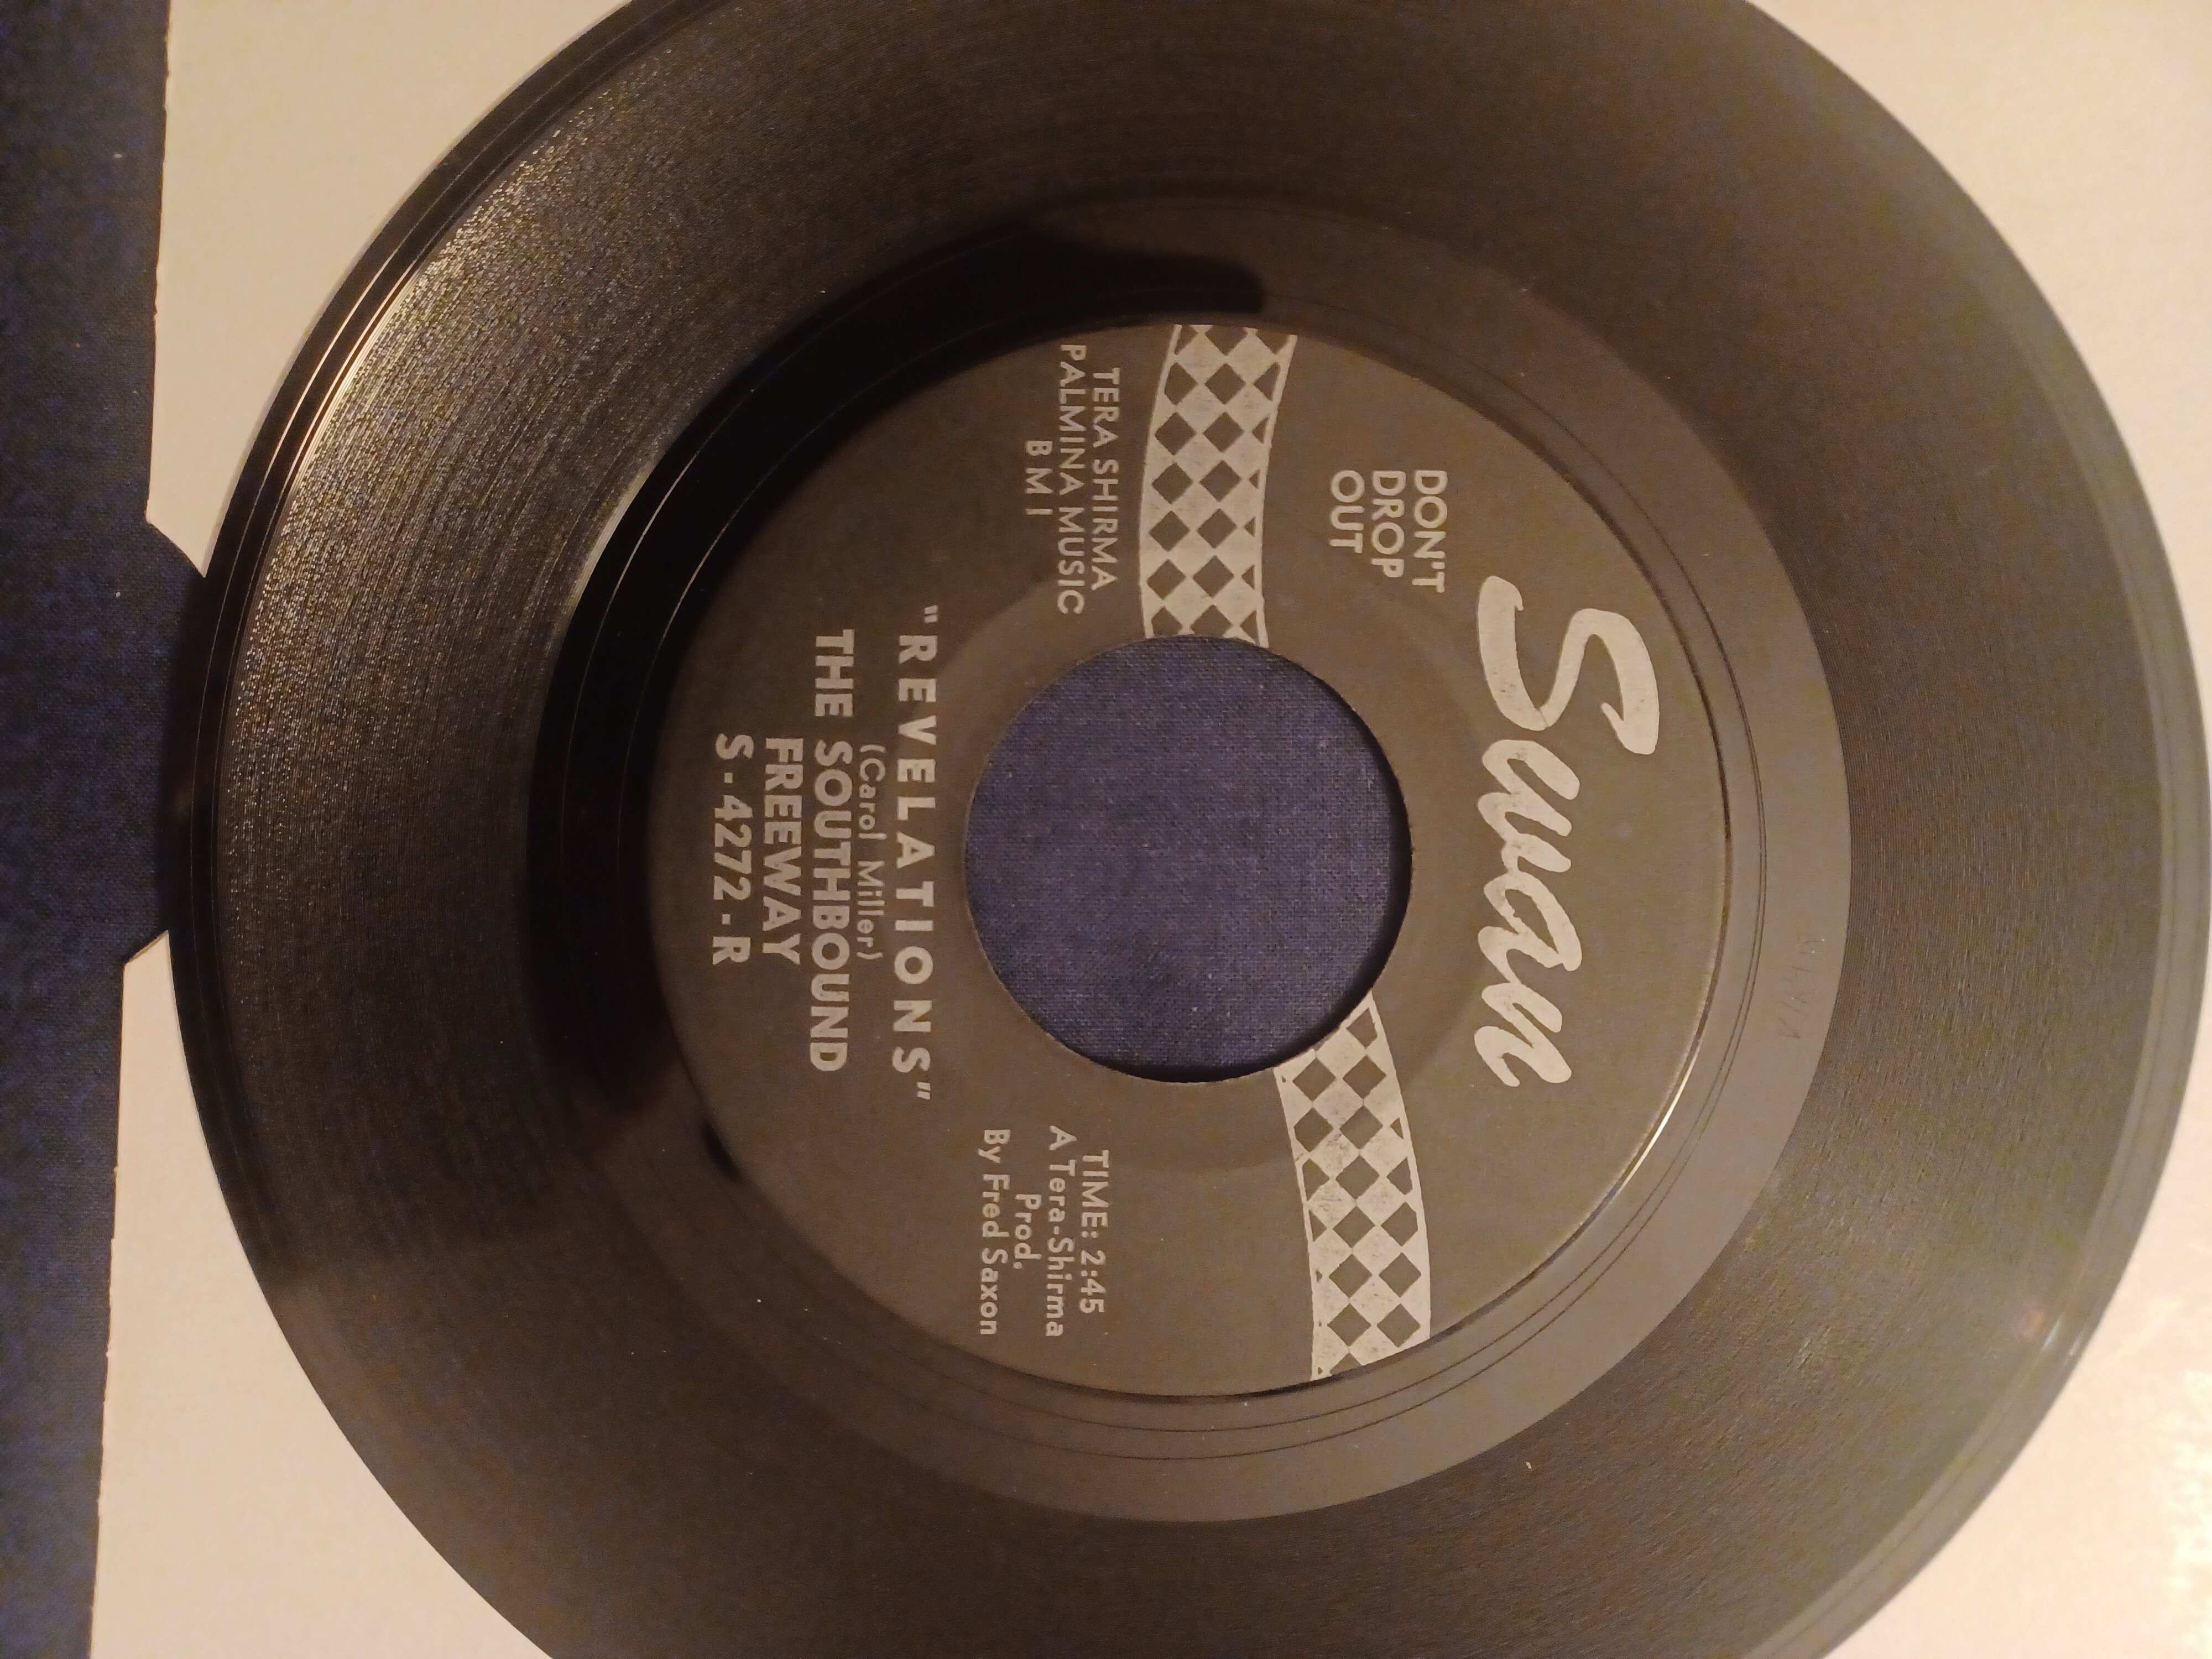 Swan
DON'T
DROP
OUT
TERA SHIRMA
PALMINA MUSIC
B M I
TIME: 2:45
A Tera-Shirma
Prod.
By Fred Saxon
"REVELATIONS"
(Carol Miller)
THE SOUTHBOUND
FREEWAY
S-4272-R